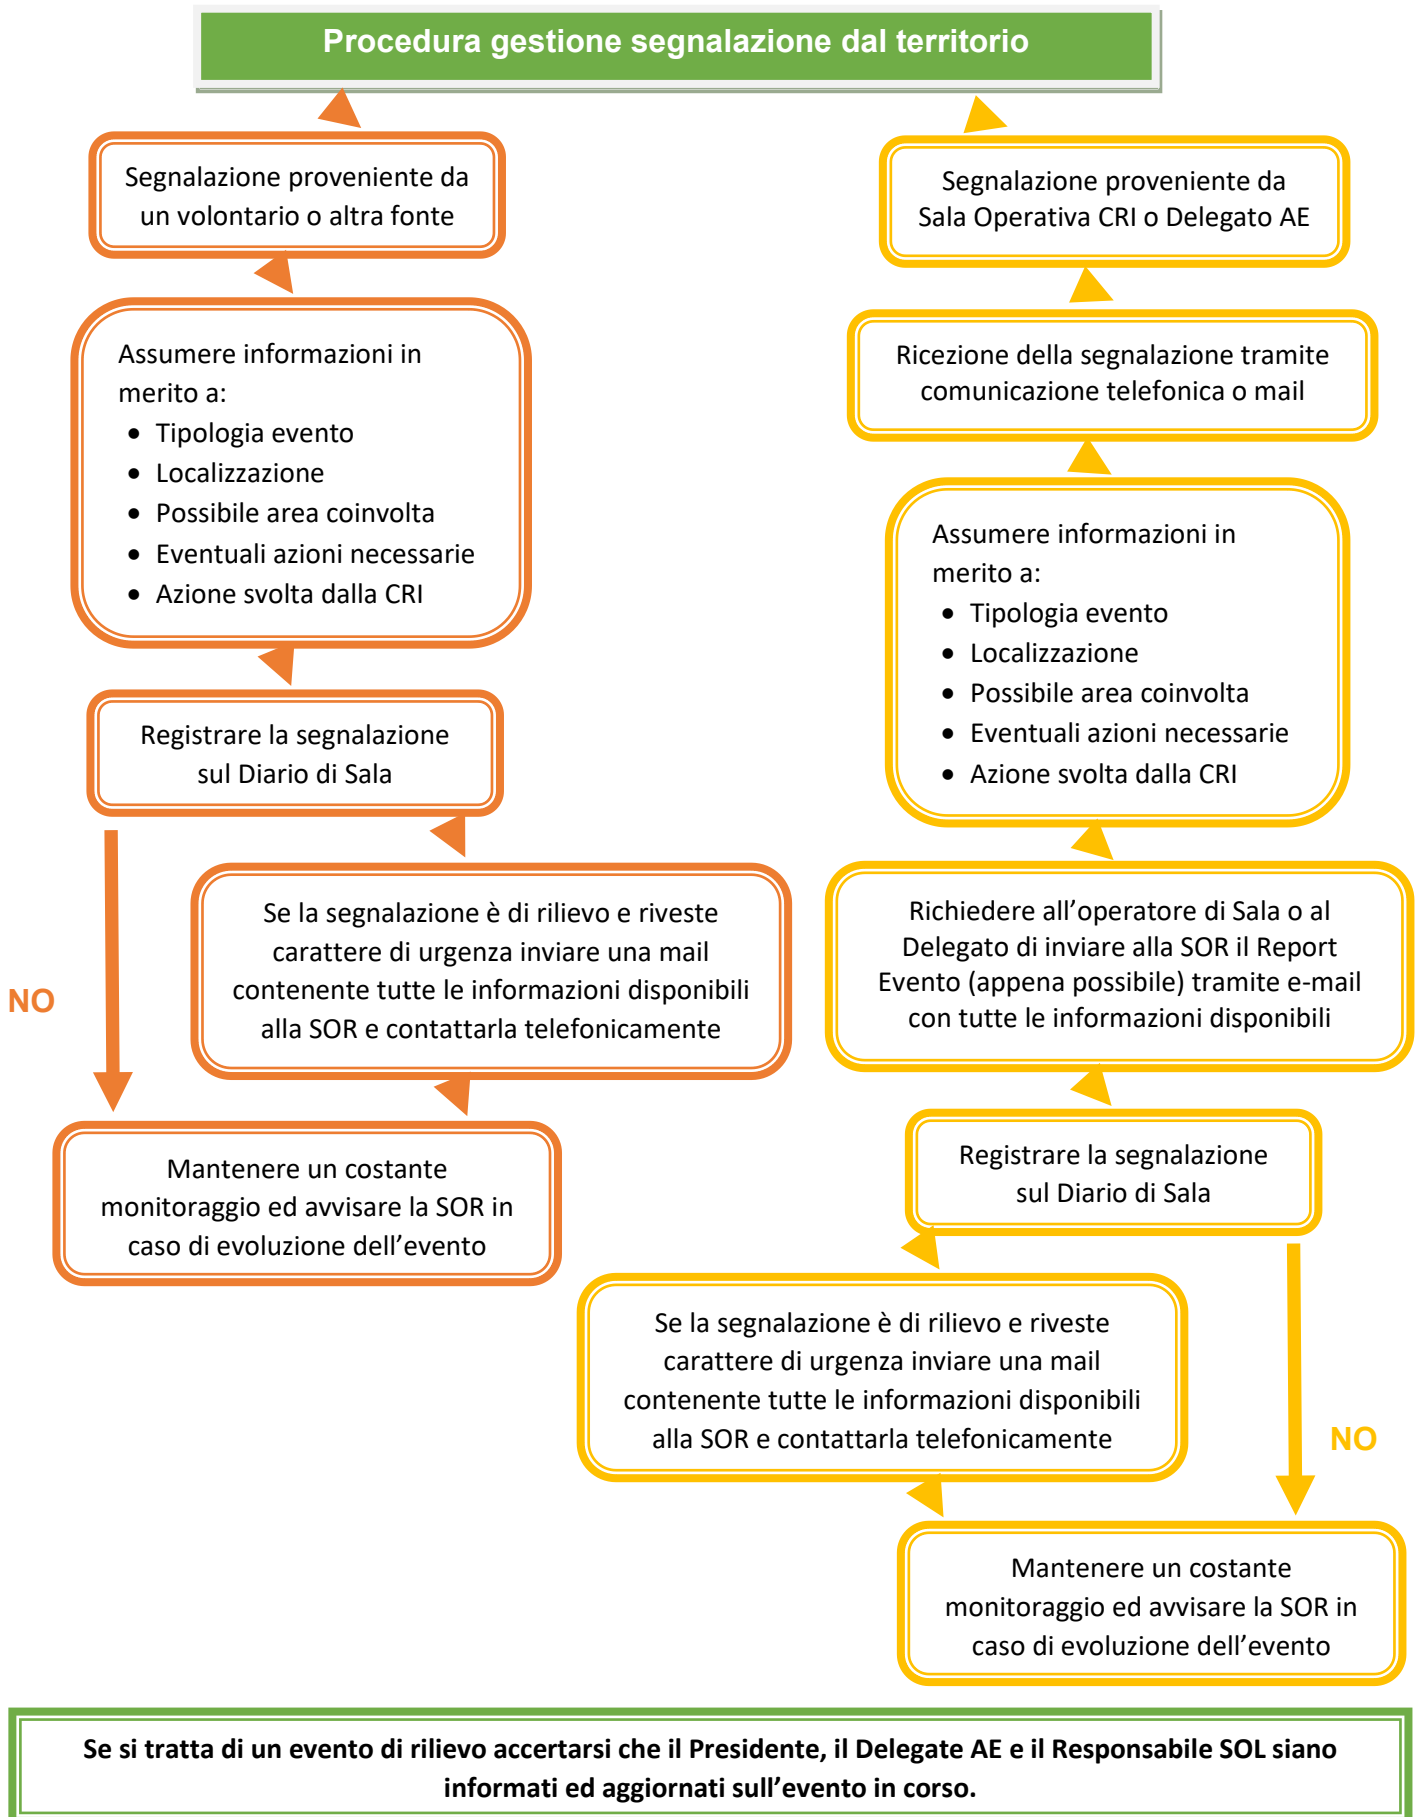 Procedura gestione segnalazione dal territorio
Segnalazione proveniente da
un volontario o altra fonte
Assumere informazioni in
merito a:
• Tipologia evento
• Localizzazione
• Possibile area coinvolta
• Eventuali azioni necessarie
• Azione svolta dalla CRI
Registrare la segnalazione
sul Diario di Sala
Se la segnalazione è di rilievo e riveste
carattere di urgenza inviare una mail
contenente tutte le informazioni disponibili
alla SOR e contattarla telefonicamente
NO
Mantenere un costante
monitoraggio ed avvisare la SOR in
caso di evoluzione dell’evento
Segnalazione proveniente da
Sala Operativa CRI o Delegato AE
Ricezione della segnalazione tramite
comunicazione telefonica o mail
Assumere informazioni in
merito a:
• Tipologia evento
• Localizzazione
• Possibile area coinvolta
• Eventuali azioni necessarie
• Azione svolta dalla CRI
Richiedere all’operatore di Sala o al
Delegato di inviare alla SOR il Report
Evento (appena possibile) tramite e-mail
con tutte le informazioni disponibili
Registrare la segnalazione
sul Diario di Sala
Se la segnalazione è di rilievo e riveste
carattere di urgenza inviare una mail
contenente tutte le informazioni disponibili
alla SOR e contattarla telefonicamente
NO
Mantenere un costante
monitoraggio ed avvisare la SOR in
caso di evoluzione dell’evento
Se si tratta di un evento di rilievo accertarsi che il Presidente, il Delegate AE e il Responsabile SOL siano
informati ed aggiornati sull’evento in corso.